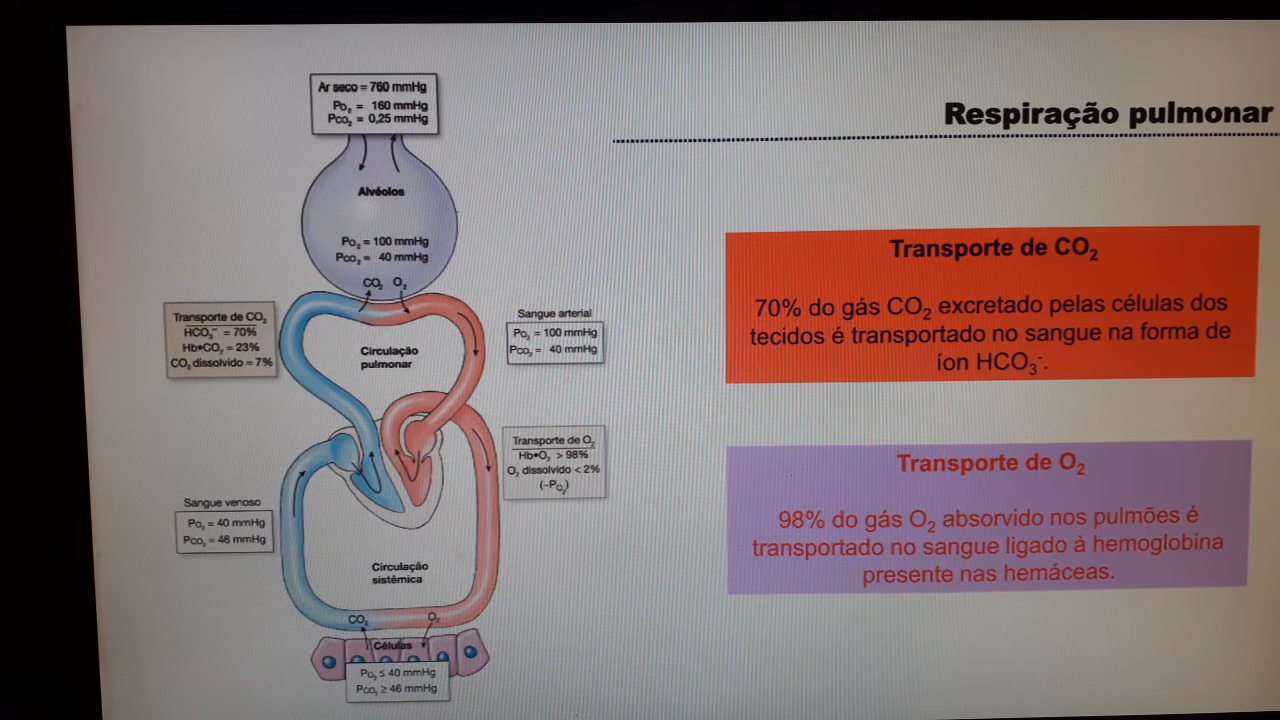 Respiração pulmonar
Ar seco = 760 mmHg
Po₂ = 160 mmHg
Pco₂ = 0,25 mmHg
Alvéolos
Po₂ = 100 mmHg
Pco₂ = 40 mmHg
CO₂ O₂
Transporte de CO₂
HCO₃⁻ = 70%
Hb•CO₂ = 23%
CO₂ dissolvido = 7%
Circulação
pulmonar
Sangue arterial
Po₂ = 100 mmHg
Pco₂ = 40 mmHg
Transporte de O₂
Hb•O₂ > 98%
O₂ dissolvido < 2%
(~Po₂)
Sangue venoso
Po₂ = 40 mmHg
Pco₂ = 46 mmHg
Circulação
sistêmica
CO₂ O₂
Células
Po₂ ≤ 40 mmHg
Pco₂ ≥ 46 mmHg
Transporte de CO₂
70% do gás CO₂ excretado pelas células dos
tecidos é transportado no sangue na forma de
íon HCO₃⁻.
Transporte de O₂
98% do gás O₂ absorvido nos pulmões é
transportado no sangue ligado à hemoglobina
presente nas hemáceas.